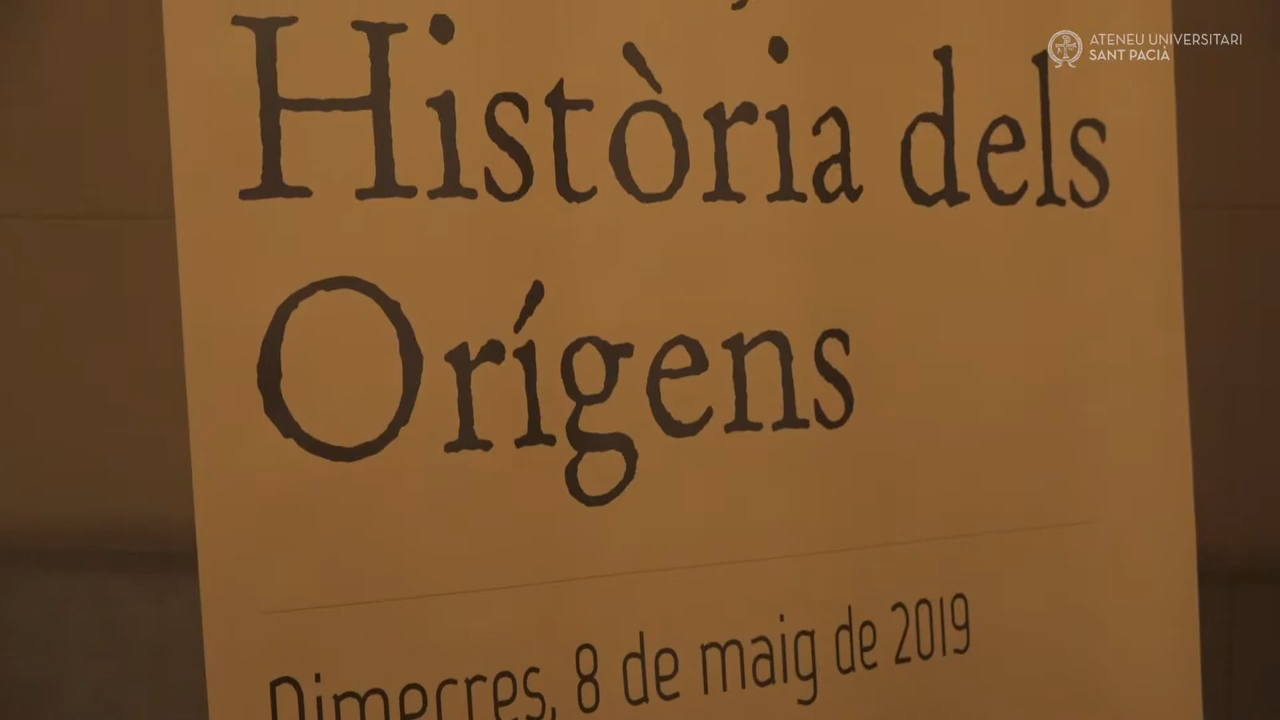 Història dels
Orígens
Dimecres, 8 de maig de 2019
ATENEU UNIVERSITARI
SANT PACIÀ